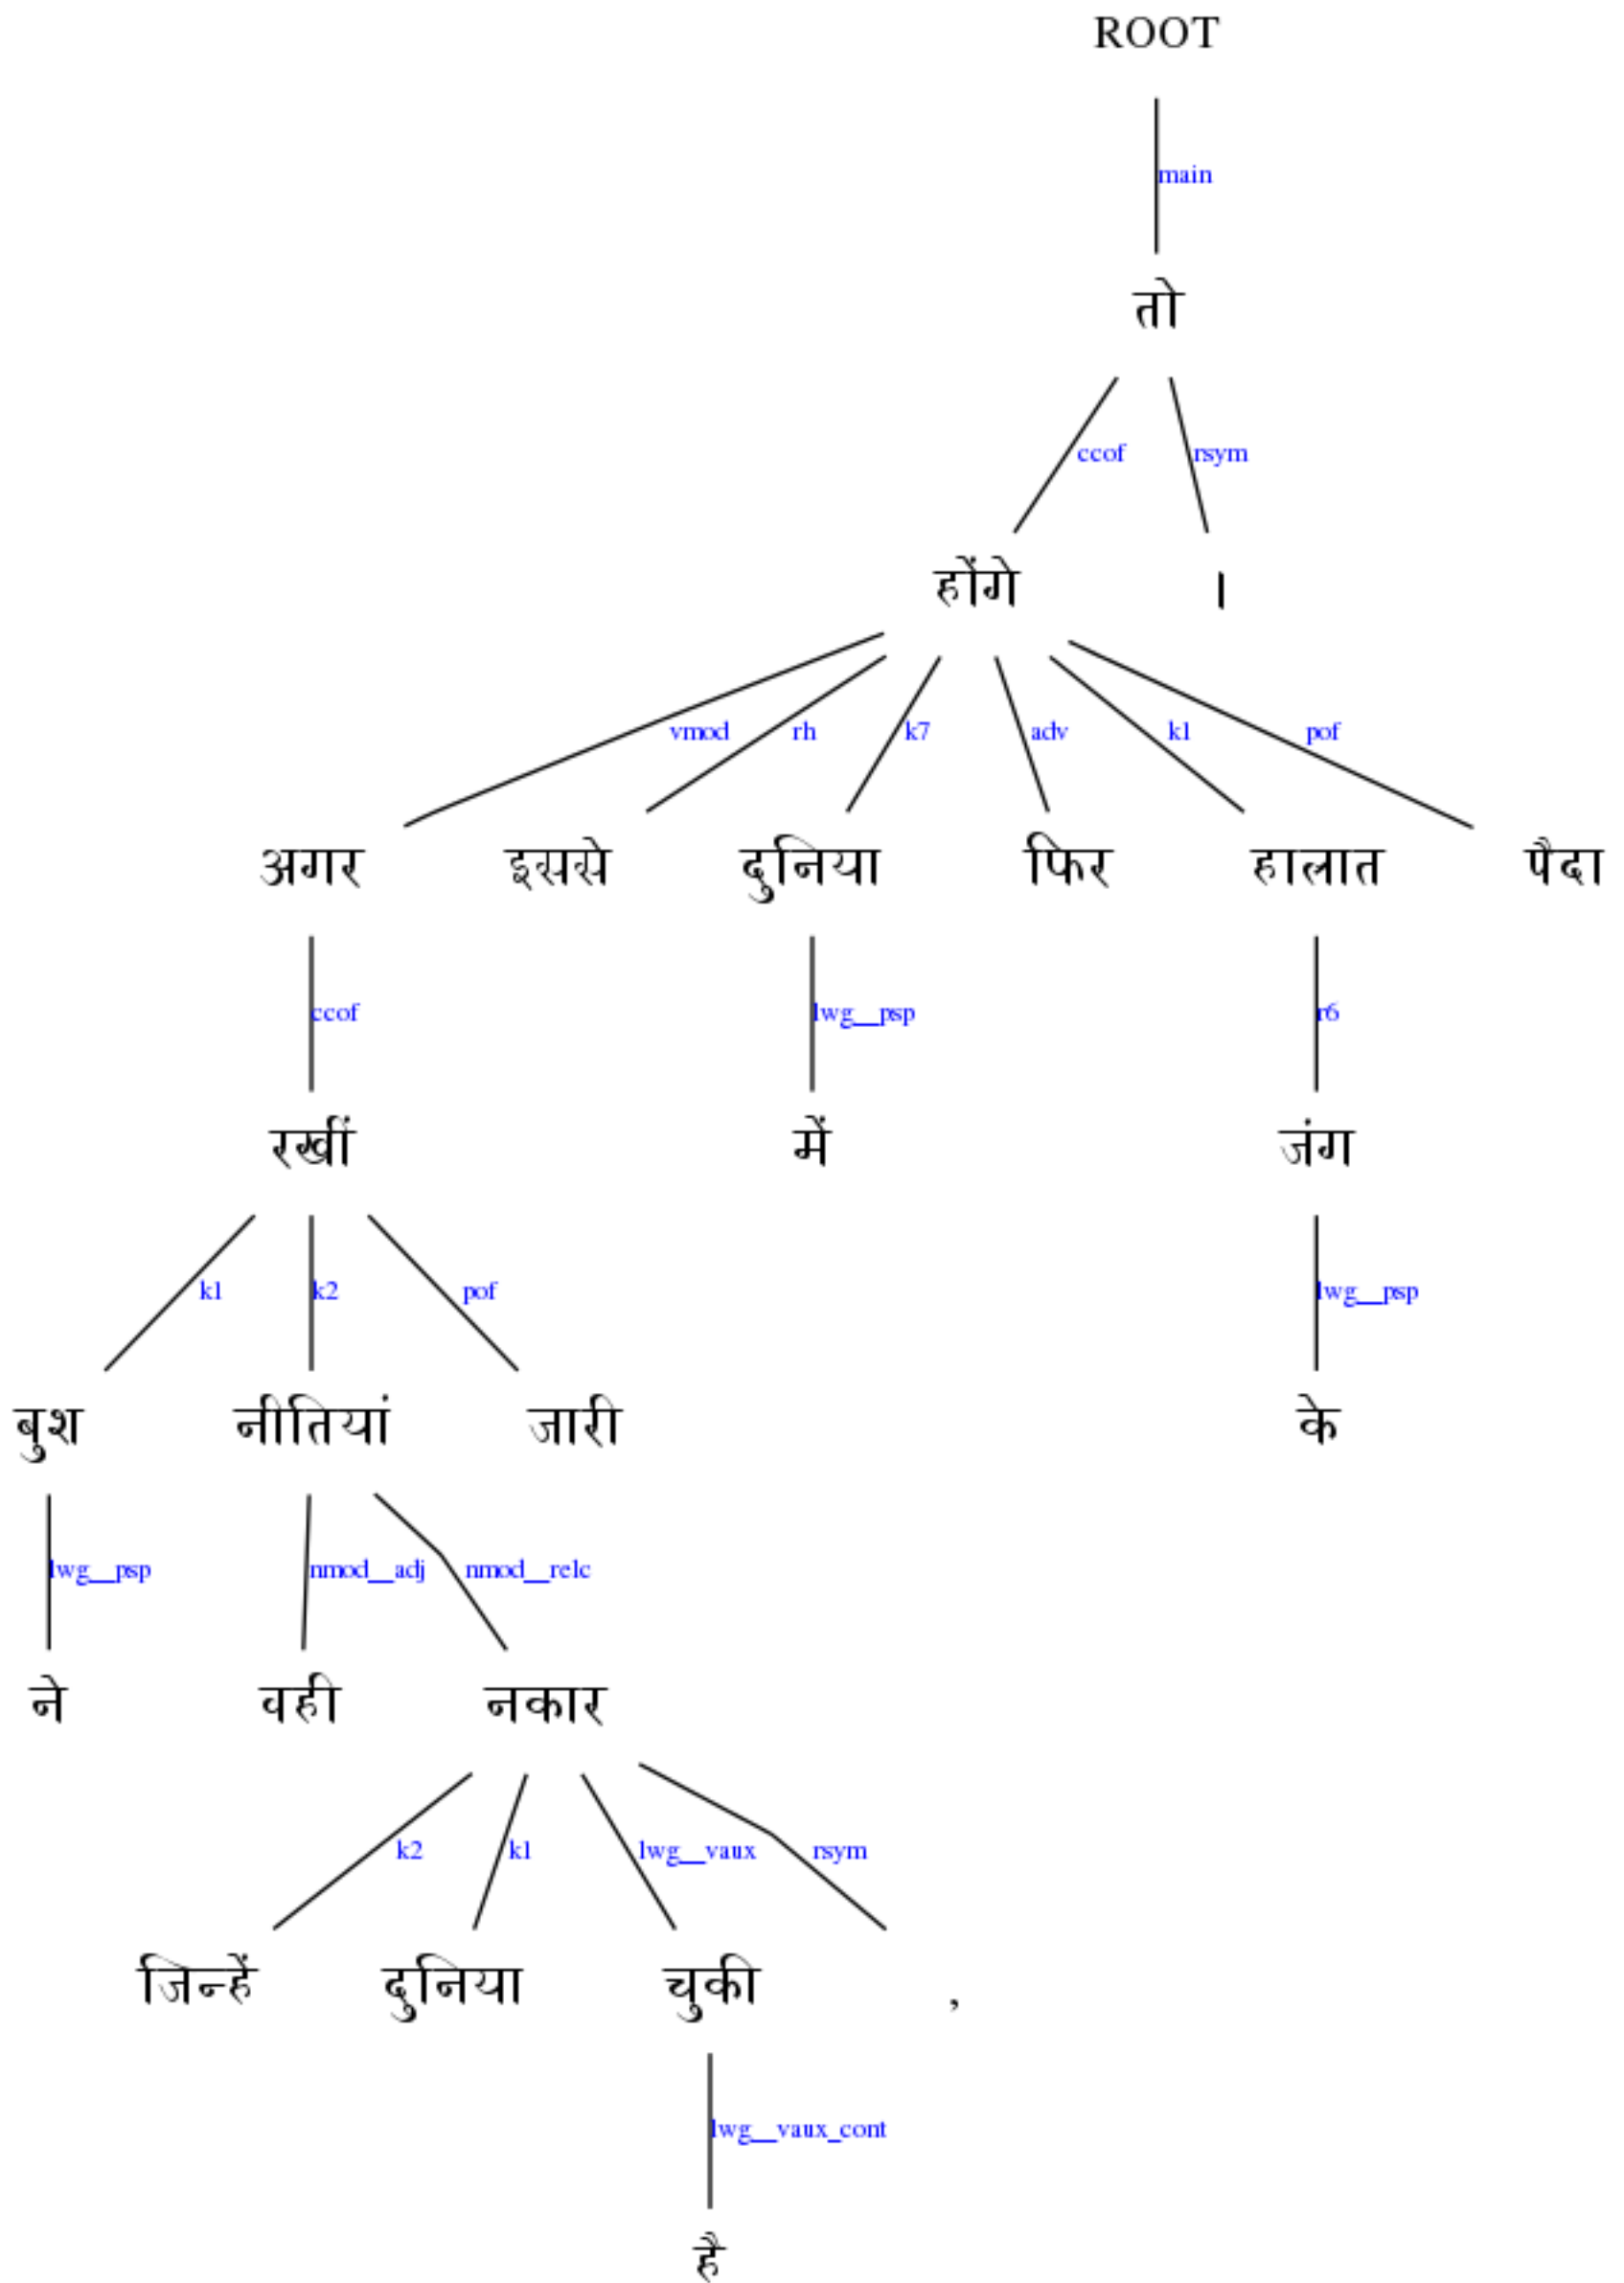 ROOT
main
तो
ccof rsym
होंगे ।
vmod rh k7 adv k1 pof
अगर इससे दुनिया फिर हालात पैदा
ccof lwg__psp r6
रखीं में जंग
k1 k2 pof lwg__psp
बुश नीतियां जारी के
lwg__psp nmod__adj nmod__relc
ने वही नकार
k2 k1 lwg__vaux rsym
जिन्हें दुनिया चुकी ,
lwg__vaux_cont
है